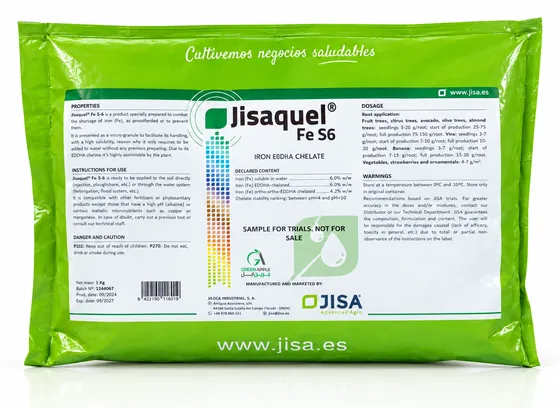 Cultivemos negocios saludables
www.jisa.es
PROPERTIES
Jisaquel® Fe S-6 is a product specially prepared to combat
the shortage of iron (Fe), as procofended or to prevent
them.
It is presented as a micro-granule to facilitate its handling,
with a high solubility, reason why it only requires to be
added to water without any previous preparing. Due to its
EDDHA chelate it's highly assimilable by the plant.
INSTRUCTIONS FOR USE
Jisaquel® Fe S-6 is ready to be applied to the soil directly
(injection, ploughshare, etc.) or through the water system
(fertirrigation, flood system, etc.)
It is compatible with other fertilizers or phytosanitary
products except those that have a high pH (alkaline) or
contain metallic micronutrients such as copper or
manganese. In case of doubt, carry out a previous test or
consult our technical staff.
DANGER AND CAUTION
P102: Keep out of reach of children. P270: Do not eat,
drink or smoke during use.
Net mass: 1 Kg
Batch Nº: 1244067
Prod. date: 09/2024
Exp. date: 09/2027
8 422190 116019
Jisaquel®
Fe S6
IRON EDDHA CHELATE
DECLARED CONTENT
Iron (Fe) soluble in water 6.0% w/w
Iron (Fe) EDDHA-chelated 6.0% w/w
Iron (Fe) ortho-ortho EDDHA-chelated 4.2% w/w
Chelate stability ranking: between pH=4 and pH=10
SAMPLE FOR TRIALS. NOT FOR
SALE
GA
GREEN APPLE
MANUFACTURED AND MARKETED BY:
JILOCA INDUSTRIAL, S. A.
44360 Santa Eulalia del Campo (Teruel - SPAIN)
jisa@jisa.es
JISA
Advanced Agro
DOSAGE
Root application:
Fruit trees, citrus trees, avocado, olive trees, almond
trees: seedlings 5-20 g/root; start of production 25-75
g/root; full production 75-150 g/root. Vine: seedlings 3-7
g/root; start of production 7-10 g/root; full production 10-
20 g/root. Banana: seedlings 3-7 g/root; start of
production 7-15 g/root; full production 15-30 g/root.
Vegetables, strawberries and ornamentals: 4-7 g/m².
WARNINGS
Store at a temperature between 0ºC and 35ºC. Store only
in original container.
Recommendations based on JISA trials. For greater
accuracy in the doses and/or mixtures, contact our
Distributor or our Technical Department. JISA guarantees
the composition, formulation and content. The user will
be responsible for the damages caused (lack of efficacy,
toxicity in general, etc.) due to total or partial non-
observance of the instructions on the label.
www.jisa.es